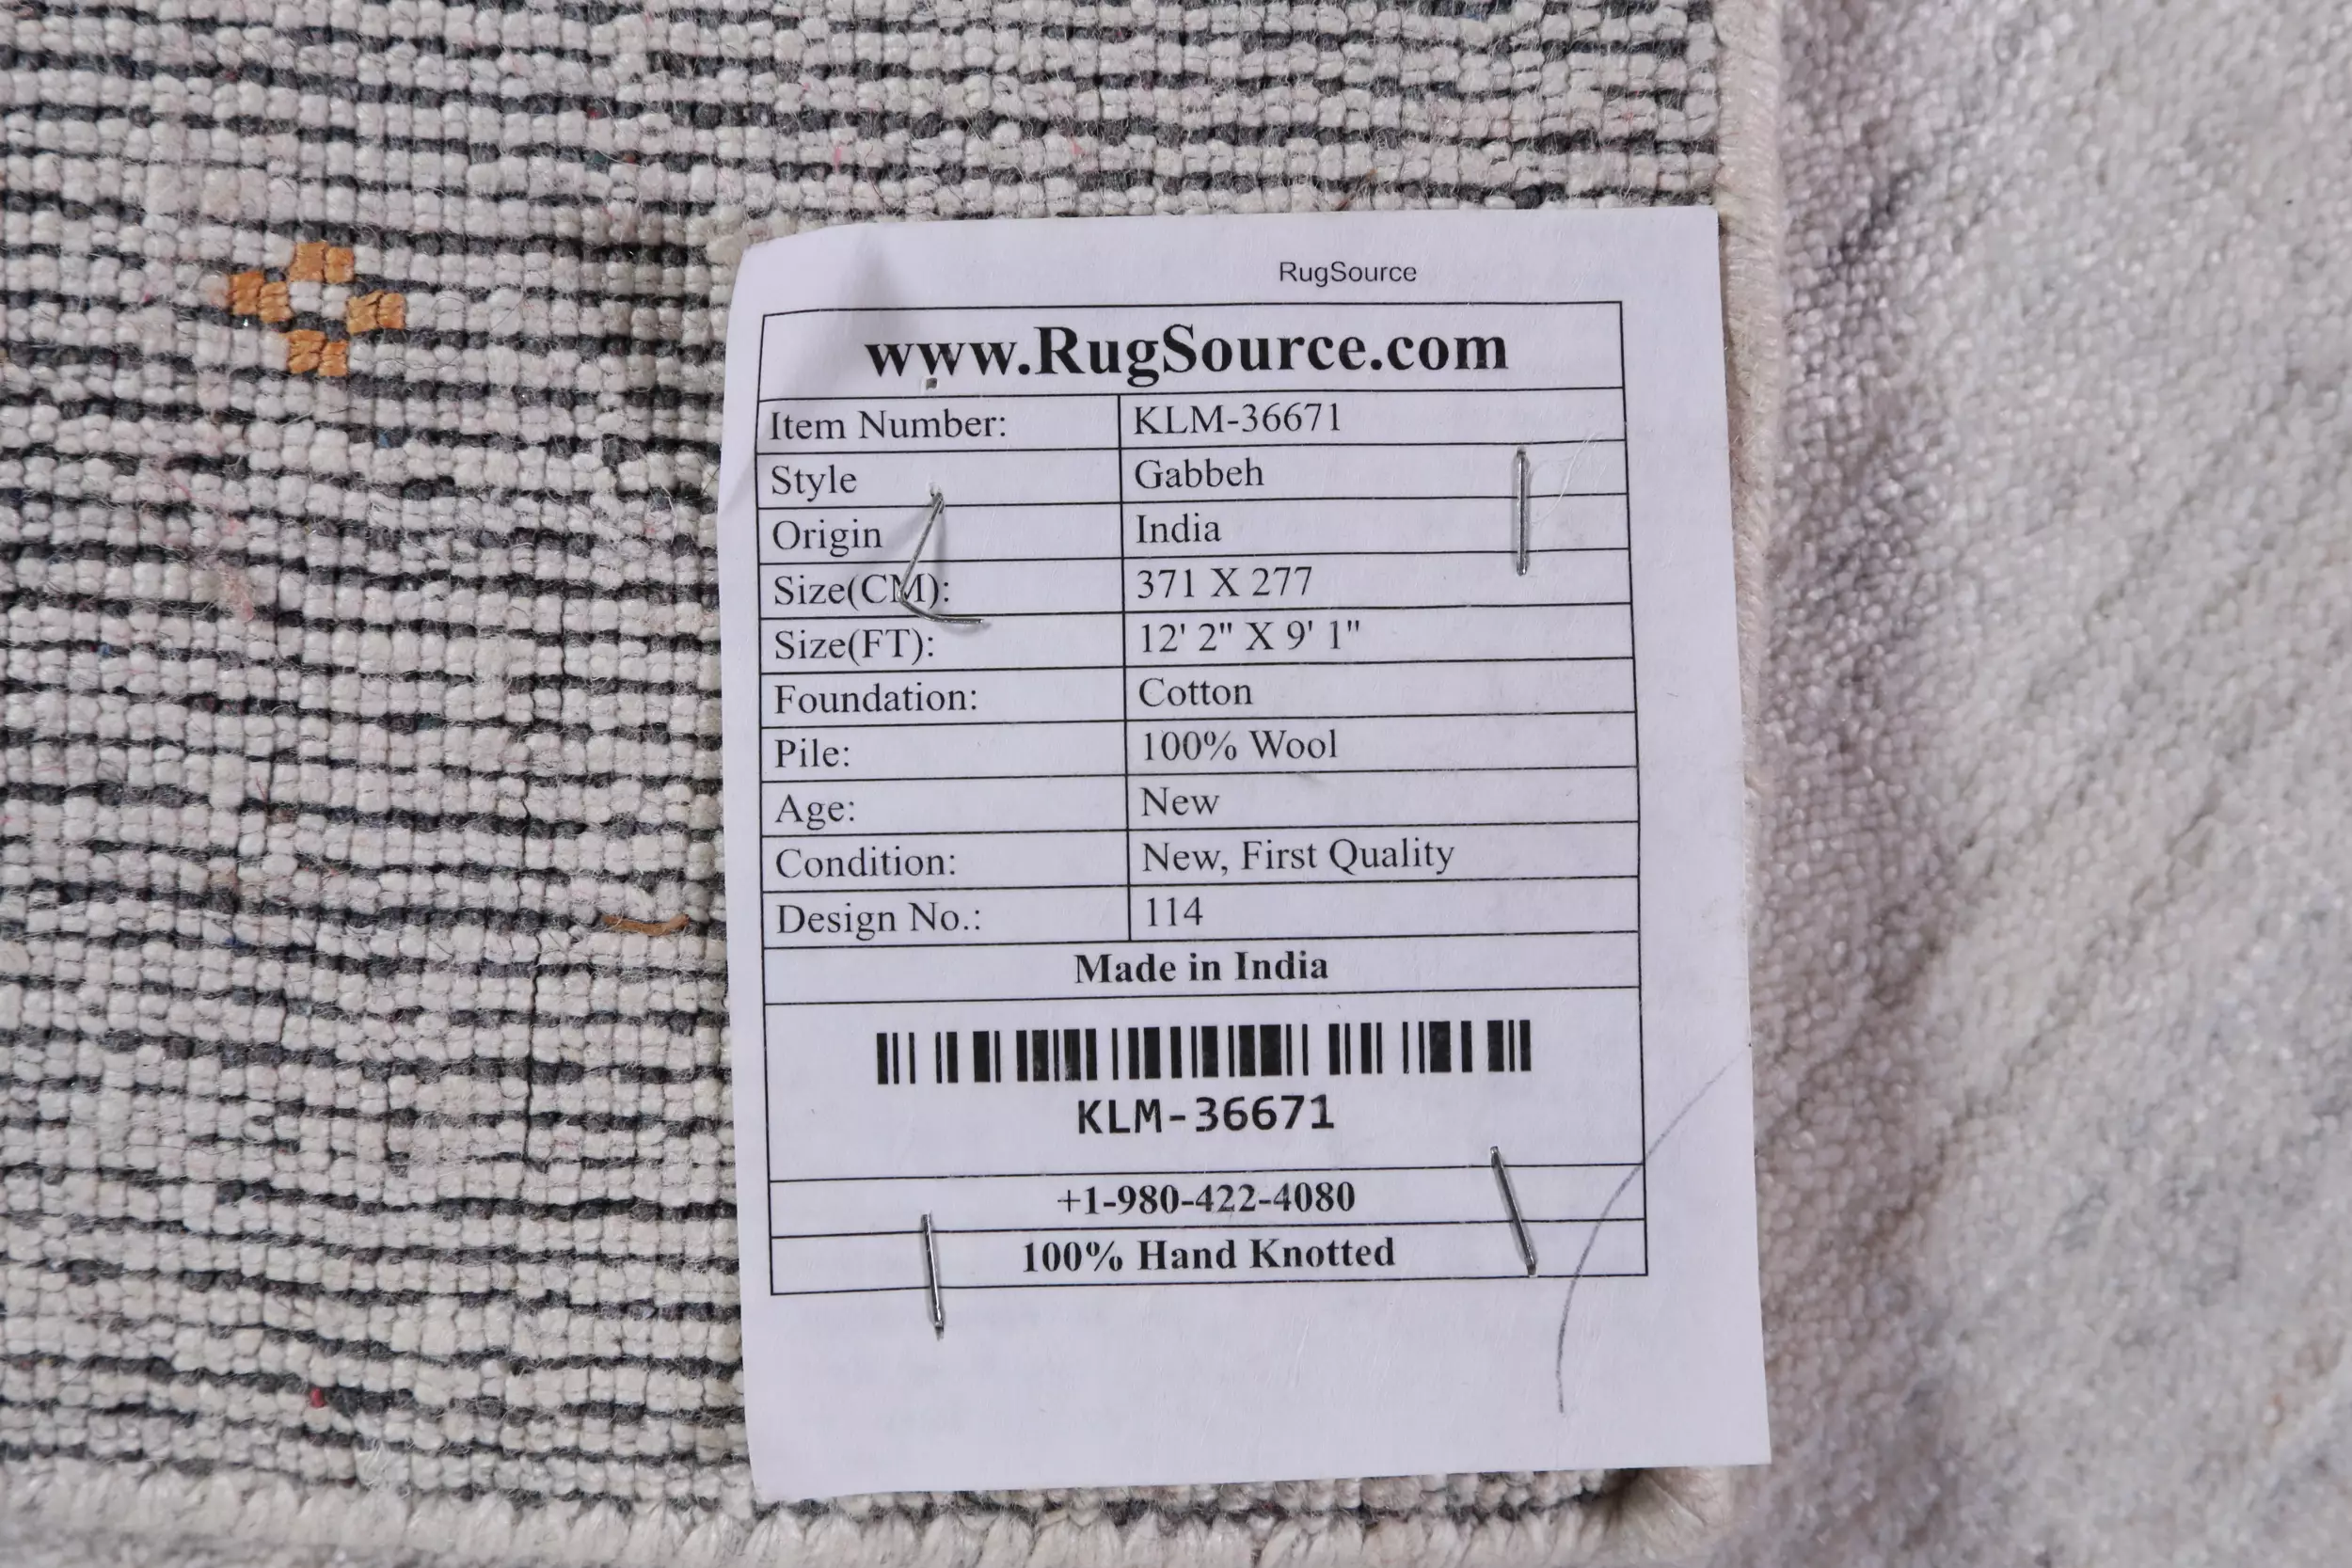 RugSource
www.RugSource.com
Item Number: KLM-36671
Style Gabbeh
Origin India
Size(CM): 371 X 277
Size(FT): 12' 2" X 9' 1"
Foundation: Cotton
Pile: 100% Wool
Age: New
Condition: New, First Quality
Design No.: 114
Made in India
KLM-36671
+1-980-422-4080
100% Hand Knotted